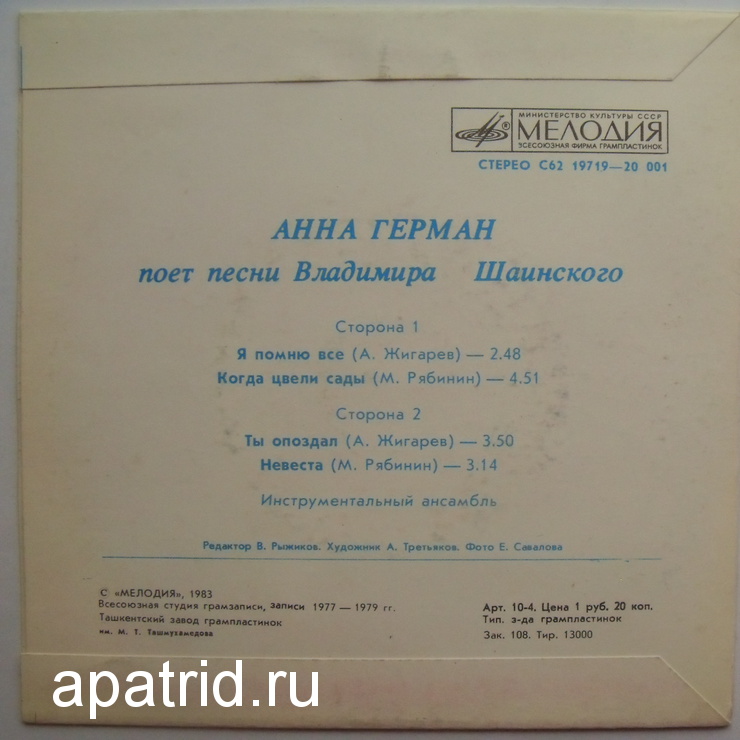 МИНИСТЕРСТВО КУЛЬТУРЫ СССР
МЕЛОДИЯ
ВСЕСОЮЗНАЯ ФИРМА ГРАМПЛАСТИНОК
СТЕРЕО С62 19719—20 001
АННА ГЕРМАН
поет песни Владимира Шаинского
Сторона 1
Я помню все (А. Жигарев) — 2.48
Когда цвели сады (М. Рябинин) — 4.51
Сторона 2
Ты опоздал (А. Жигарев) — 3.50
Невеста (М. Рябинин) — 3.14
Инструментальный ансамбль
Редактор В. Рыжиков. Художник А. Третьяков. Фото Е. Савалова
С «МЕЛОДИЯ», 1983
Всесоюзная студия грамзаписи, записи 1977 — 1979 гг.
Ташкентский завод грампластинок
им. М. Т. Ташмухамедова
Арт. 10-4. Цена 1 руб. 20 коп.
Тип. з-да грампластинок
Зак. 108. Тир. 13000
apatrid.ru